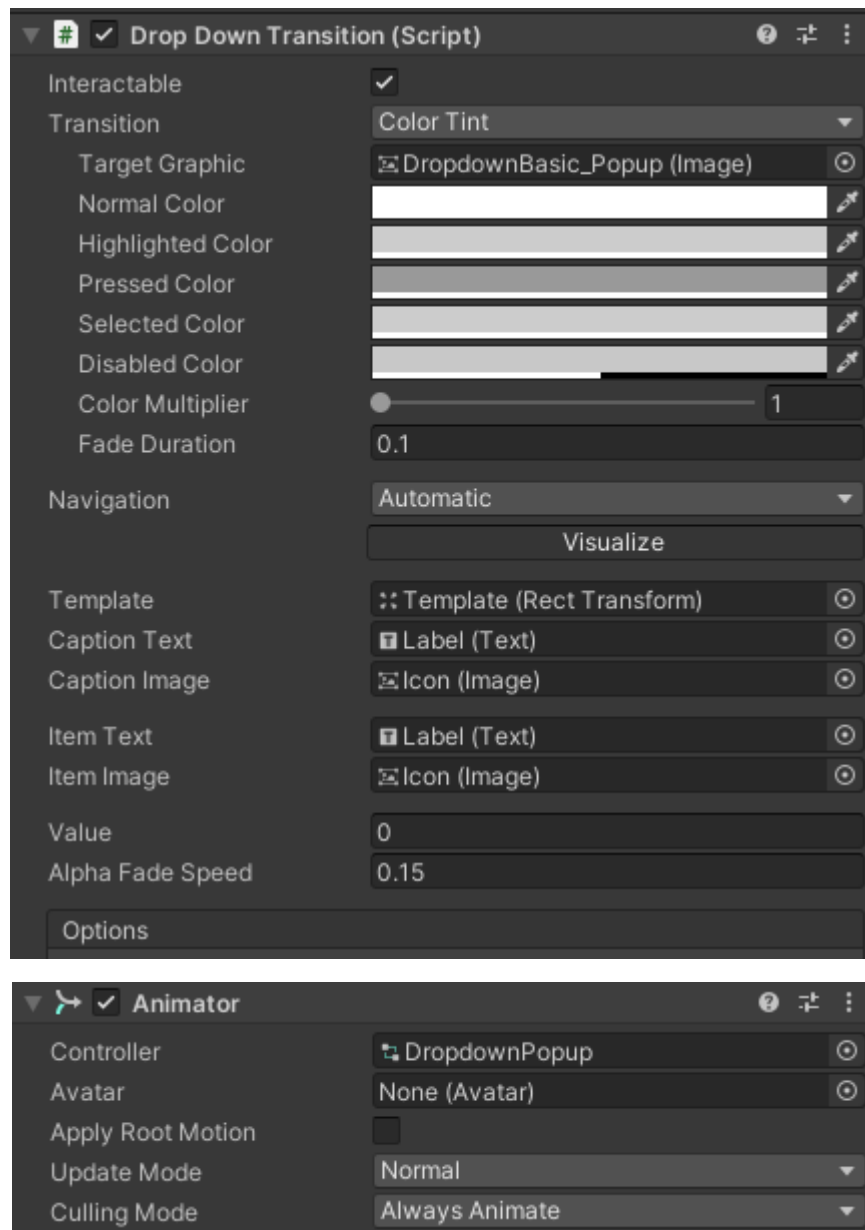 Drop Down Transition (Script)
Interactable
Transition Color Tint
Target Graphic DropdownBasic_Popup (Image)
Normal Color
Highlighted Color
Pressed Color
Selected Color
Disabled Color
Color Multiplier 1
Fade Duration 0.1
Navigation Automatic
Visualize
Template Template (Rect Transform)
Caption Text Label (Text)
Caption Image Icon (Image)
Item Text Label (Text)
Item Image Icon (Image)
Value 0
Alpha Fade Speed 0.15
Options
Animator
Controller DropdownPopup
Avatar None (Avatar)
Apply Root Motion
Update Mode Normal
Culling Mode Always Animate